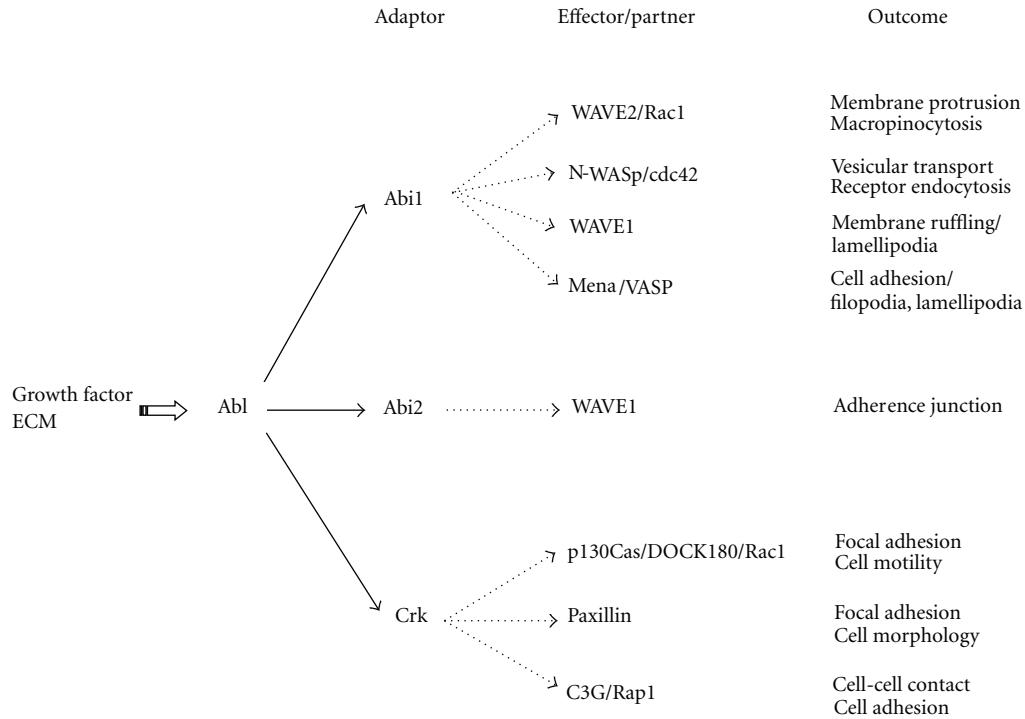 Adaptor Effector/partner Outcome
WAVE2/Rac1
Membrane protrusion
Macropinocytosis
N-WASp/cdc42
Vesicular transport
Receptor endocytosis
Abi1
WAVE1
Membrane ruffling/
lamellipodia
Mena/VASP
Cell adhesion/
filopodia, lamellipodia
Growth factor
ECM
Abl
Abi2
WAVE1
Adherence junction
p130Cas/DOCK180/Rac1
Focal adhesion
Cell motility
Crk
Paxillin
Focal adhesion
Cell morphology
C3G/Rap1
Cell-cell contact
Cell adhesion